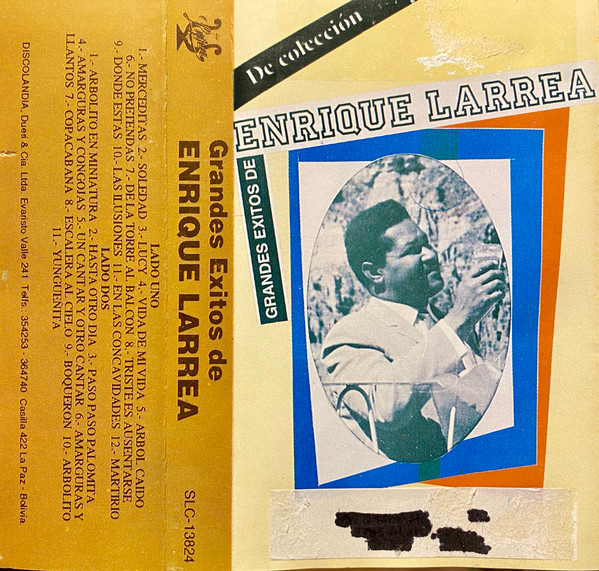 De colección
ENRIQUE LARREA
GRANDES EXITOS DE
Grandes Exitos de
ENRIQUE LARREA
SLC-13824
LADO UNO
1.- MERCEDITAS 2.- SOLEDAD 3.- LUCY 4.- VIDA DE MI VIDA 5.- ARBOL CAIDO
6.- NO PRETENDAS 7.- DE LA TORRE AL BALCON 8.- TRISTE ES AUSENTARSE
9.- DONDE ESTAS 10.- LAS ILUSIONES 11.- EN LAS CONCAVIDADES 12.- MARTIRIO
LADO DOS
1.- ARBOLITO EN MINIATURA 2.- HASTA OTRO DIA 3.- PASO PASO PALOMITA
4.- AMARGURAS Y CONGOJAS 5.- UN CANTAR Y OTRO CANTAR 6.- AMARGURAS Y
LLANTOS 7.- COPACABANA 8.- ESCALERA AL CIELO 9.- BOQUERON 10.- ARBOLITO
11.- YUNGUEÑITA
DISCOLANDIA, Dueri & Cia. Ltda. Evaristo Valle 241 Telfs. 354253 - 364740 Casilla 422 La Paz - Bolivia